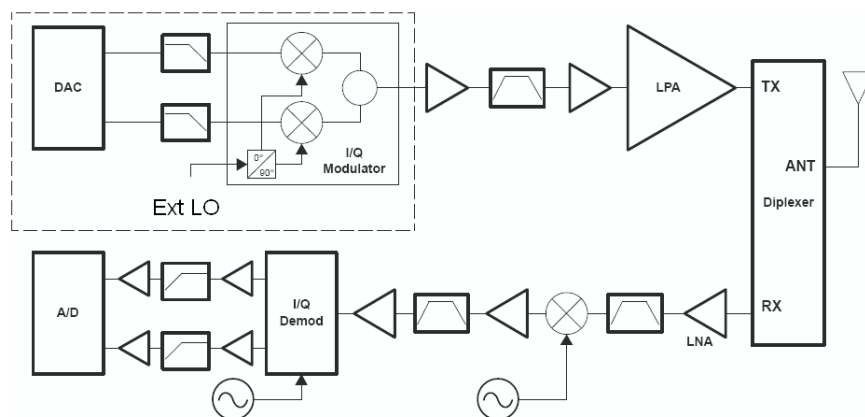 DAC
0°
90°
I/Q
Modulator
Ext LO
LPA
TX
ANT
Diplexer
RX
A/D
I/Q
Demod
LNA